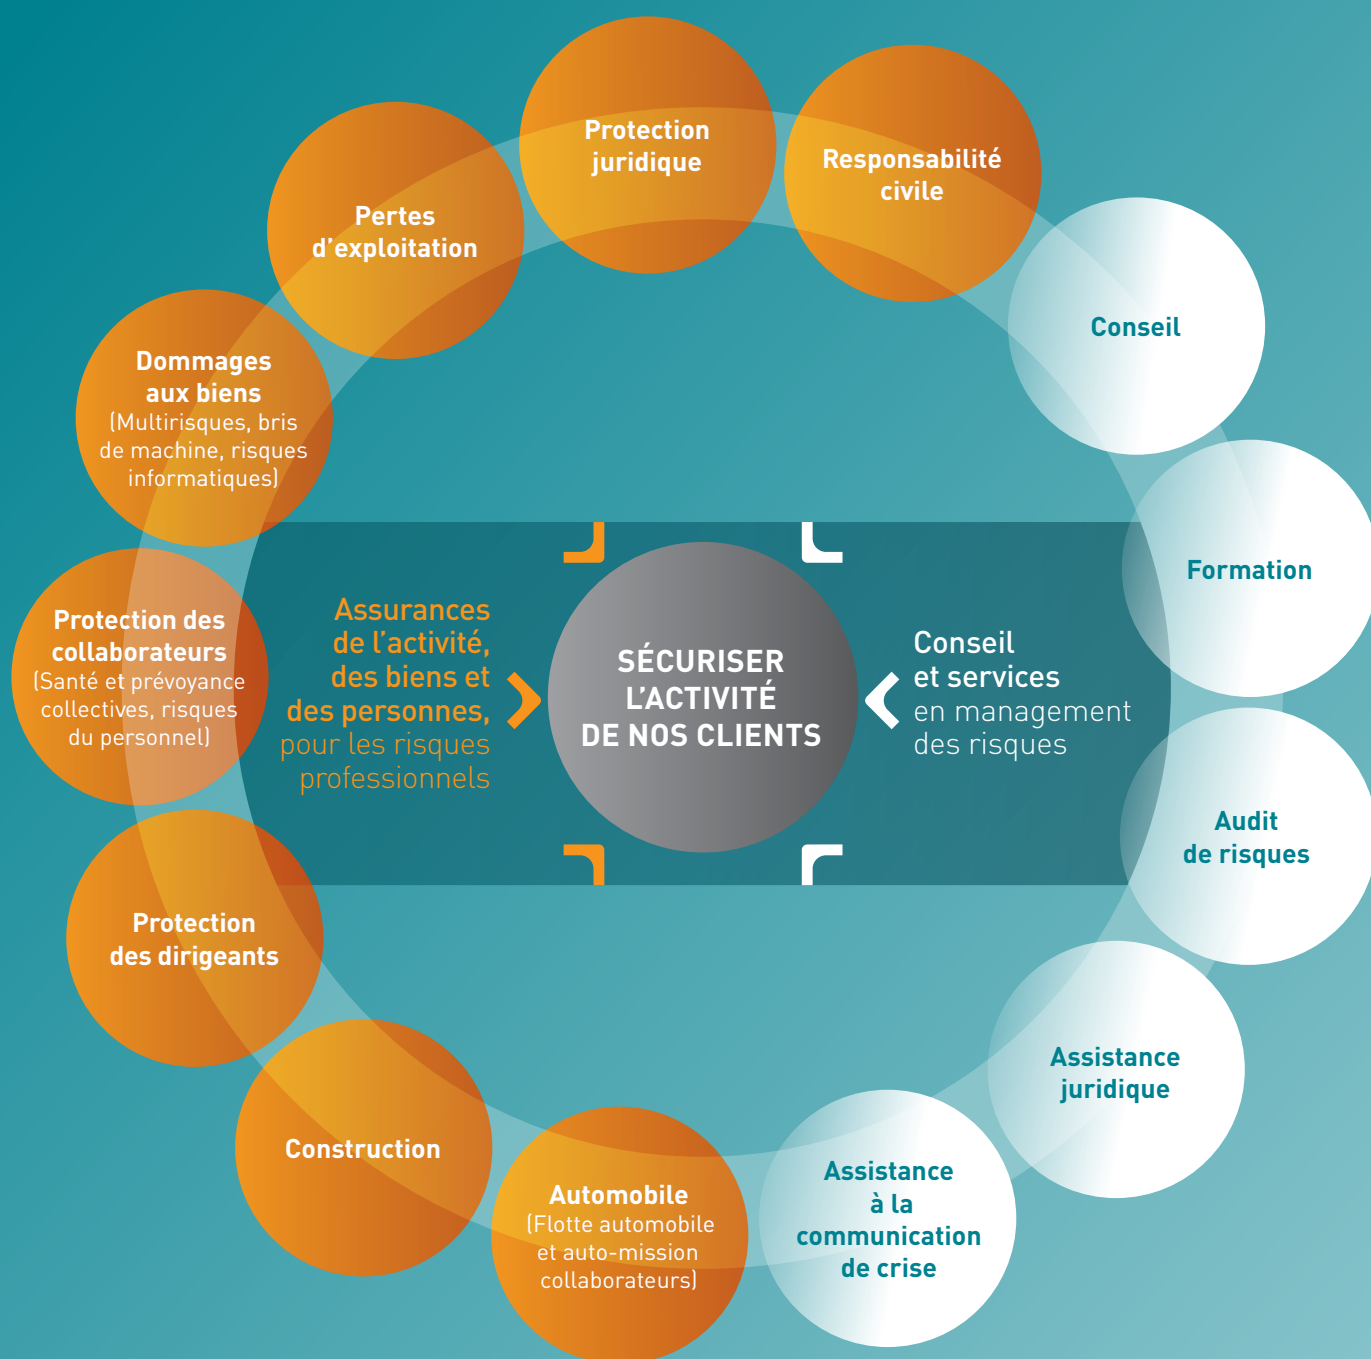 Protection
juridique
Responsabilité
civile
Pertes
d'exploitation
Conseil
Dommages
aux biens
(Multirisques, bris
de machine, risques
informatiques)
Formation
Protection des
collaborateurs
(Santé et prévoyance
collectives, risques
du personnel)
Assurances
de l'activité,
des biens et
des personnes,
pour les risques
professionnels
SÉCURISER
L'ACTIVITÉ
DE NOS CLIENTS
Conseil
et services
en management
des risques
Audit
de risques
Protection
des dirigeants
Assistance
juridique
Construction
Automobile
(Flotte automobile
et auto-mission
collaborateurs)
Assistance
à la
communication
de crise